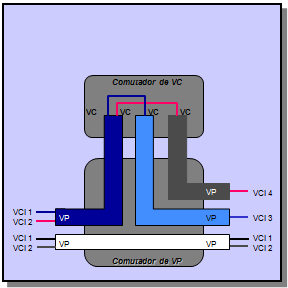 Comutador de VC
VC VC VC
VP VCI 4
VCI 1
VCI 2 VP VP VCI 3
VCI 1 VP VP VCI 1
VCI 2 VCI 2
Comutador de VP